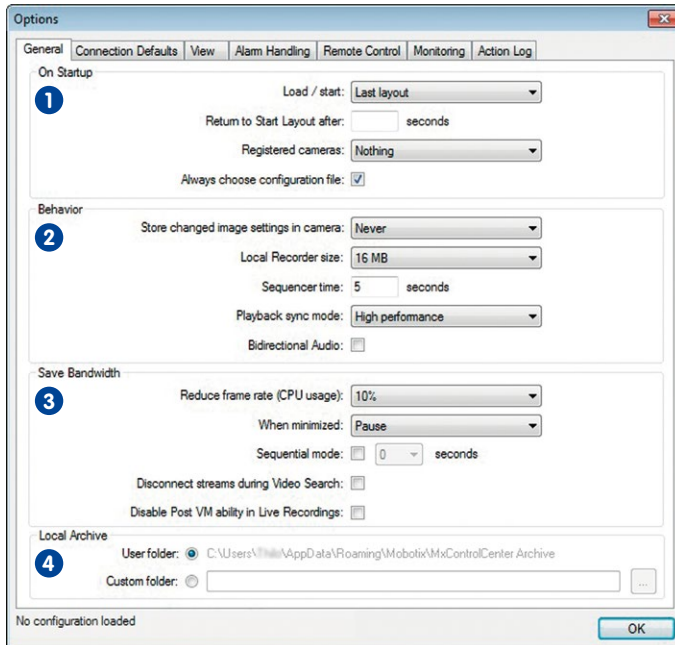 Options
General Connection Defaults View Alarm Handling Remote Control Monitoring Action Log
On Startup
1
Load / start: Last layout
Return to Start Layout after: seconds
Registered cameras: Nothing
Always choose configuration file:
Behavior
2
Store changed image settings in camera: Never
Local Recorder size: 16 MB
Sequencer time: 5 seconds
Playback sync mode: High performance
Bidirectional Audio:
Save Bandwidth
3
Reduce frame rate (CPU usage): 10%
When minimized: Pause
Sequential mode: 0 seconds
Disconnect streams during Video Search:
Disable Post VM ability in Live Recordings:
Local Archive
4
User folder: C:\Users\ \AppData\Roaming\Mobotix\MxControlCenter Archive
Custom folder: ...
No configuration loaded
OK